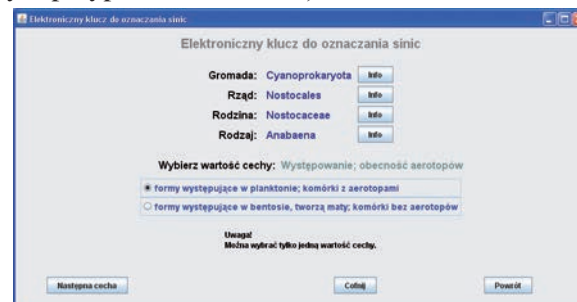 Elektroniczny klucz do oznaczania sinic
Elektroniczny klucz do oznaczania sinic
Gromada: Cyanoprokaryota Info
Rząd: Nostocales Info
Rodzina: Nostocaceae Info
Rodzaj: Anabaena Info
Wybierz wartość cechy: Występowanie; obecność aerotopów
formy występujące w planktonie; komórki z aerotopami
formy występujące w bentosie, tworzą maty; komórki bez aerotopów
Uwaga!
Można wybrać tylko jedną wartość cechy.
Następna cecha Cofnij Powrót